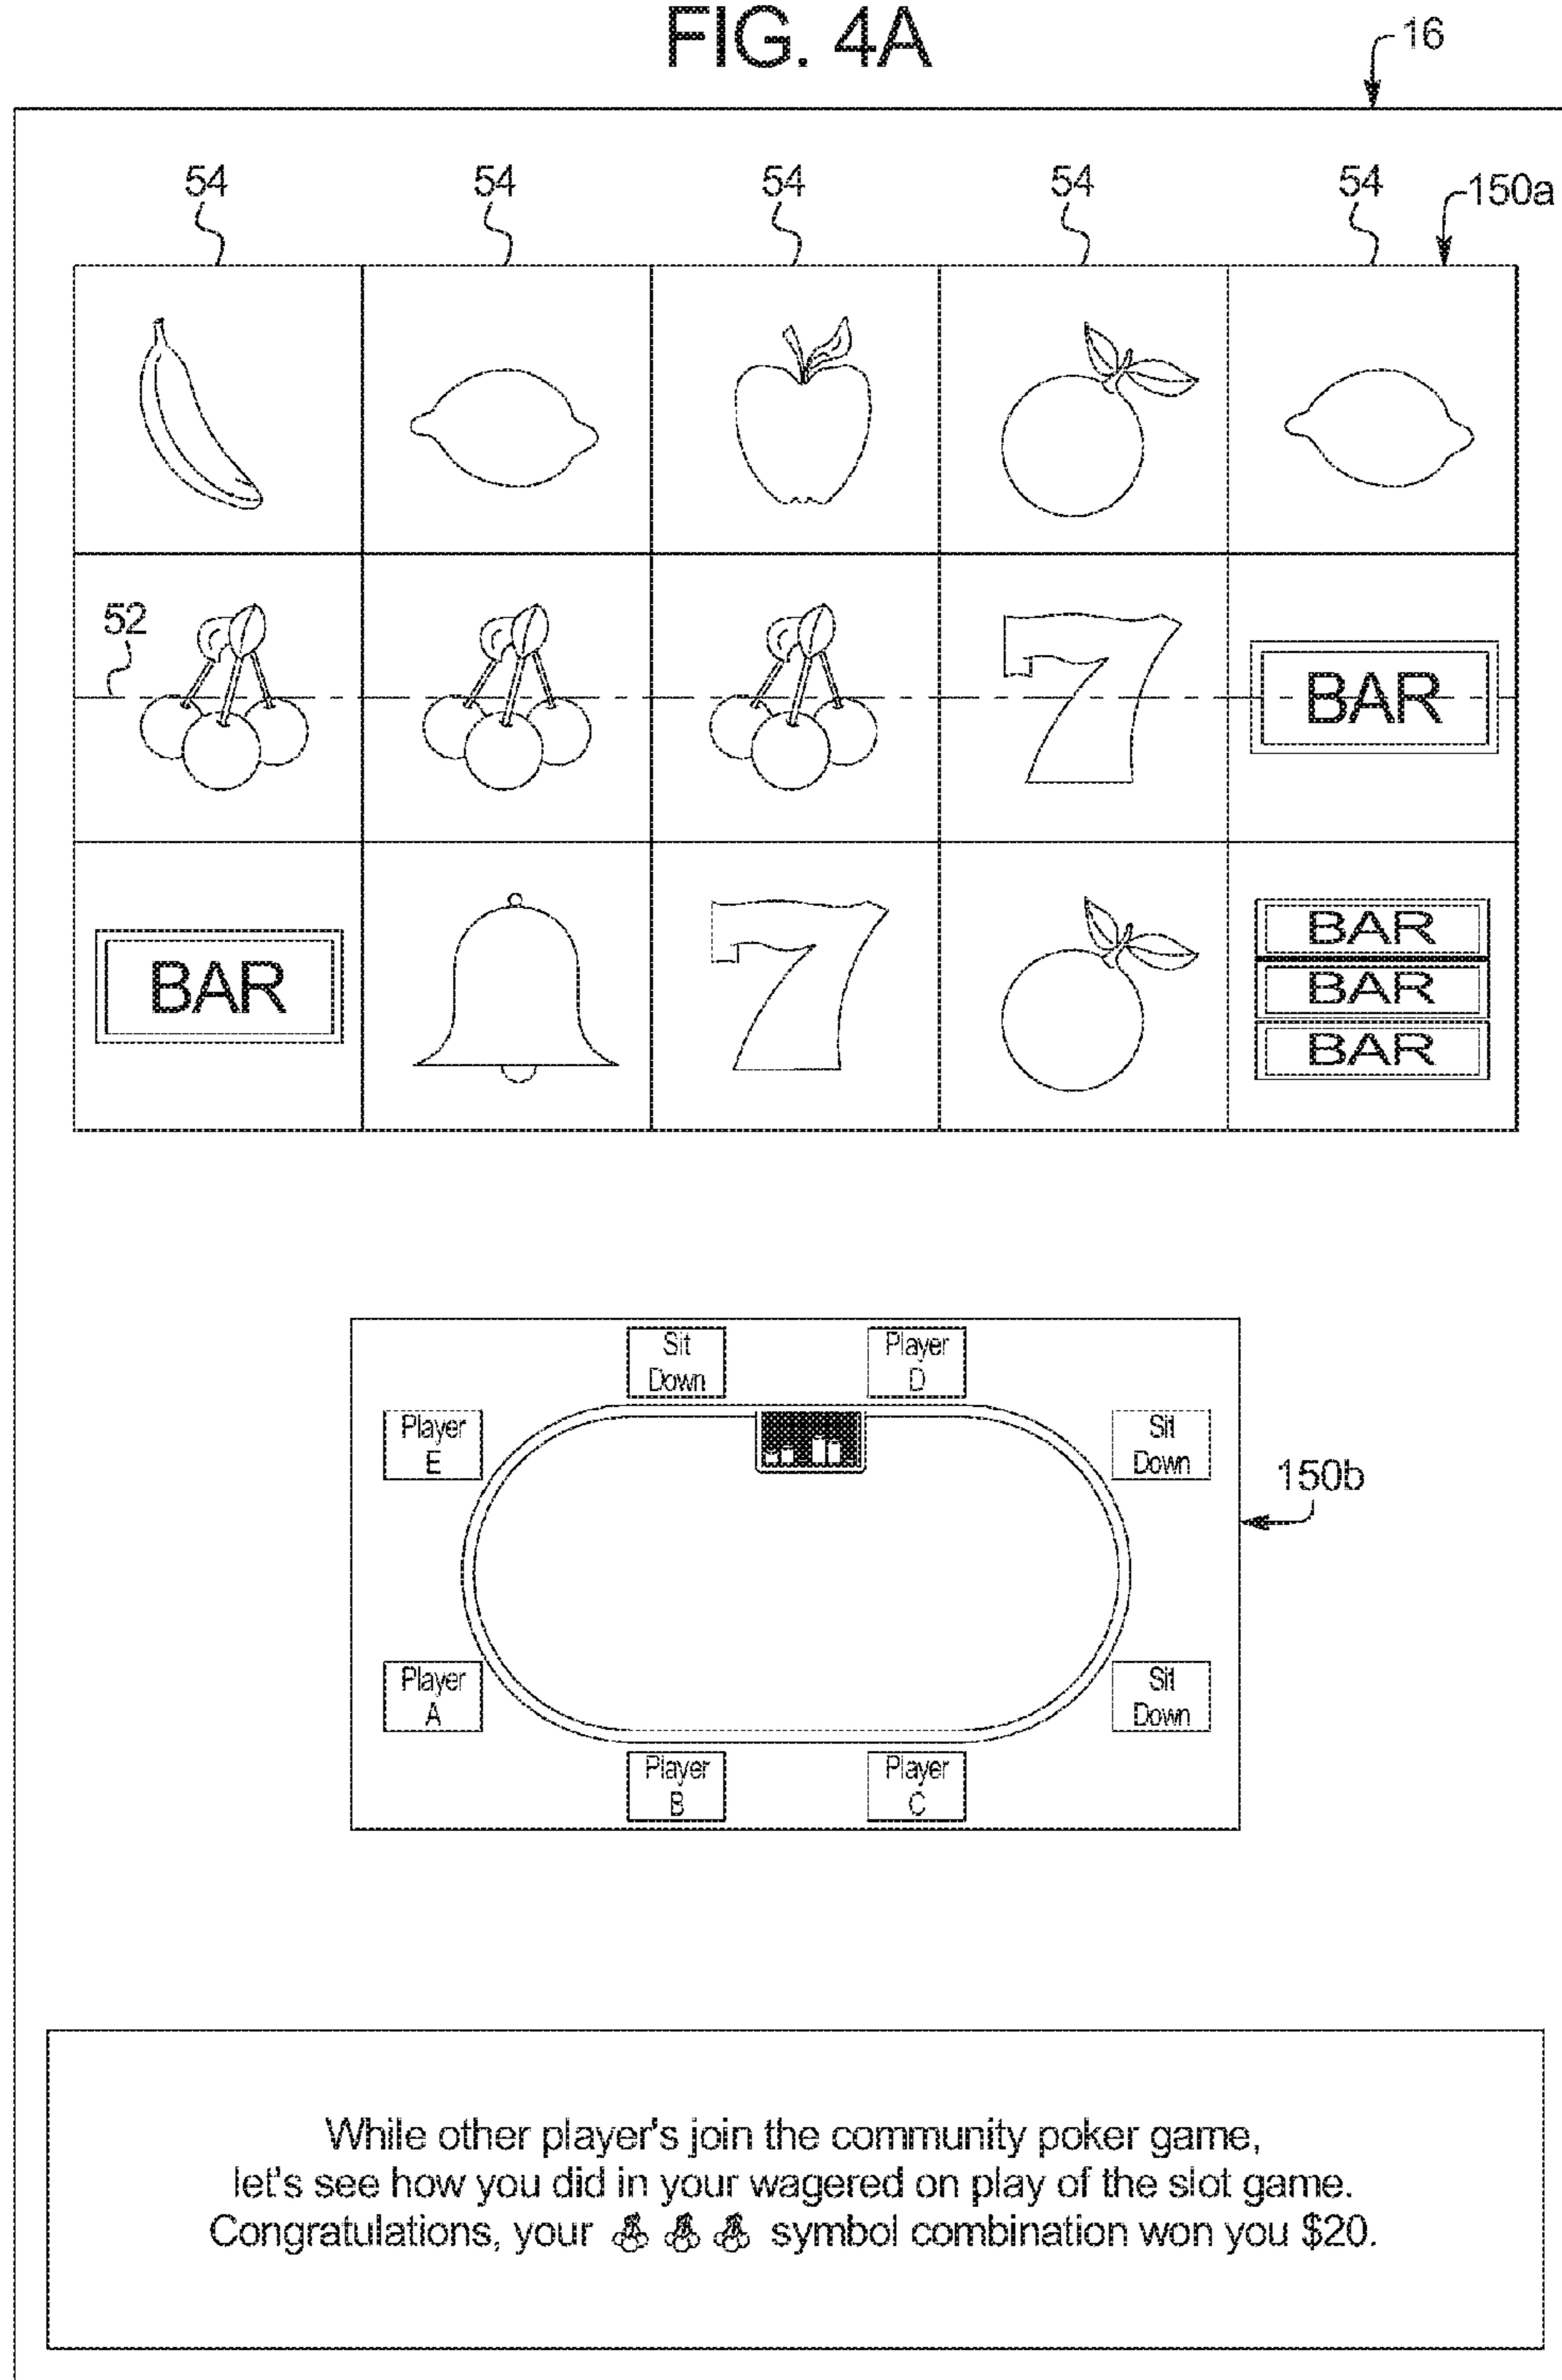 FIG. 4A
16
54 54 54 54 54 150a
52
BAR
BAR
BAR
BAR
BAR
Sit
Down
Player
D
Player
E
Sit
Down
150b
Player
A
Sit
Down
Player
B
Player
C
While other player's join the community poker game,
let's see how you did in your wagered on play of the slot game.
Congratulations, your symbol combination won you $20.